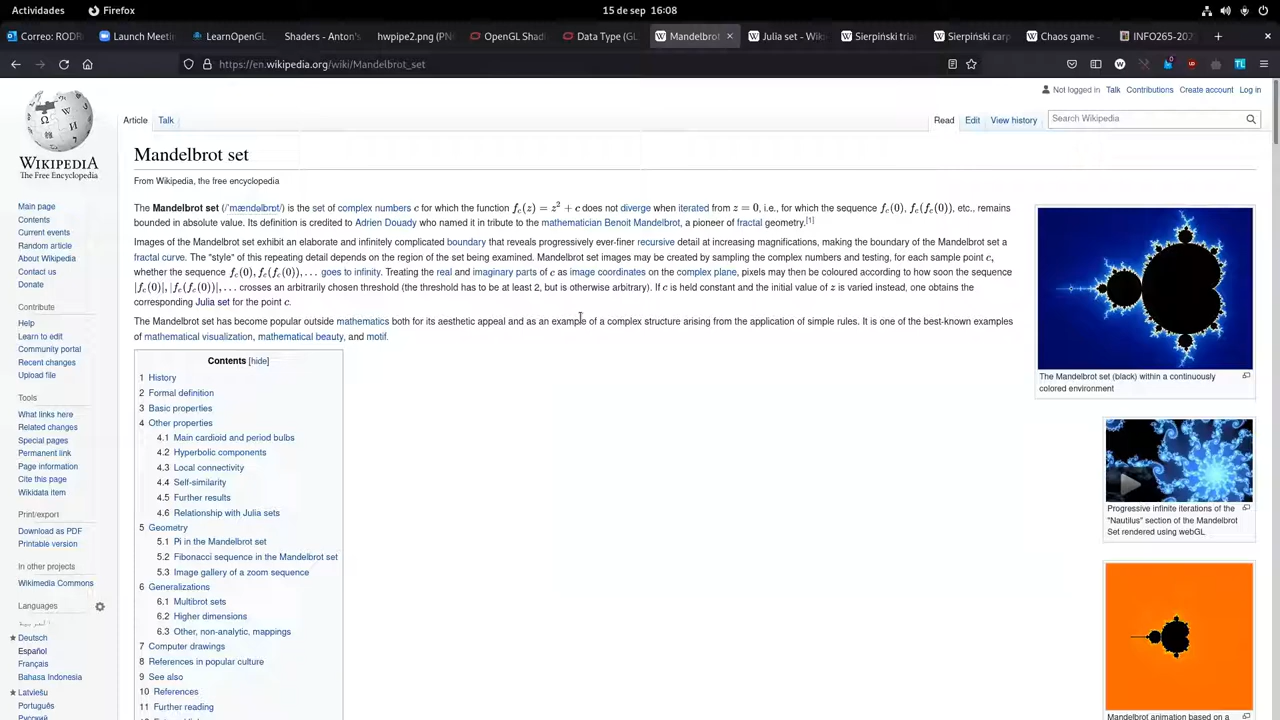 Actividades
Firefox
15 de sep 16:08
Correo: RODR
Launch Meeti
LearnOpenGL
Shaders - Anton's
hwpipe2.png (PN
OpenGL Shadi
Data Type (GL
Mandelbrot
Julia set - Wiki
Sierpiński tria
Sierpiński carp
Chaos game -
INFO265-202
https://en.wikipedia.org/wiki/Mandelbrot_set
Not logged in Talk Contributions Create account Log in
WIKIPEDIA
The Free Encyclopedia
Main page
Contents
Current events
Random article
About Wikipedia
Contact us
Donate
Contribute
Help
Learn to edit
Community portal
Recent changes
Upload file
Tools
What links here
Related changes
Special pages
Permanent link
Page information
Cite this page
Wikidata item
Print/export
Download as PDF
Printable version
In other projects
Wikimedia Commons
Languages
العربية
Deutsch
Español
Français
Bahasa Indonesia
Latviešu
Português
Русский
Article Talk
Read Edit View history
Search Wikipedia
Mandelbrot set
From Wikipedia, the free encyclopedia
The Mandelbrot set (/ˈmændəlbrɒt/) is the set of complex numbers c for which the function f_c(z) = z² + c does not diverge when iterated from z = 0, i.e., for which the sequence f_c(0), f_c(f_c(0)), etc., remains
bounded in absolute value. Its definition is credited to Adrien Douady who named it in tribute to the mathematician Benoit Mandelbrot, a pioneer of fractal geometry.[1]
Images of the Mandelbrot set exhibit an elaborate and infinitely complicated boundary that reveals progressively ever-finer recursive detail at increasing magnifications, making the boundary of the Mandelbrot set a
fractal curve. The "style" of this repeating detail depends on the region of the set being examined. Mandelbrot set images may be created by sampling the complex numbers and testing, for each sample point c,
whether the sequence f_c(0), f_c(f_c(0)), … goes to infinity. Treating the real and imaginary parts of c as image coordinates on the complex plane, pixels may then be coloured according to how soon the sequence
|f_c(0)|, |f_c(f_c(0))|, … crosses an arbitrarily chosen threshold (the threshold has to be at least 2, but is otherwise arbitrary). If c is held constant and the initial value of z is varied instead, one obtains the
corresponding Julia set for the point c.
The Mandelbrot set has become popular outside mathematics both for its aesthetic appeal and as an example of a complex structure arising from the application of simple rules. It is one of the best-known examples
of mathematical visualization, mathematical beauty, and motif.
Contents [hide]
1 History
2 Formal definition
3 Basic properties
4 Other properties
4.1 Main cardioid and period bulbs
4.2 Hyperbolic components
4.3 Local connectivity
4.4 Self-similarity
4.5 Further results
4.6 Relationship with Julia sets
5 Geometry
5.1 Pi in the Mandelbrot set
5.2 Fibonacci sequence in the Mandelbrot set
5.3 Image gallery of a zoom sequence
6 Generalizations
6.1 Multibrot sets
6.2 Higher dimensions
6.3 Other, non-analytic, mappings
7 Computer drawings
8 References in popular culture
9 See also
10 References
11 Further reading
The Mandelbrot set (black) within a continuously
colored environment
Progressive infinite iterations of the
"Nautilus" section of the Mandelbrot
Set rendered using webGL
Mandelbrot animation based on a